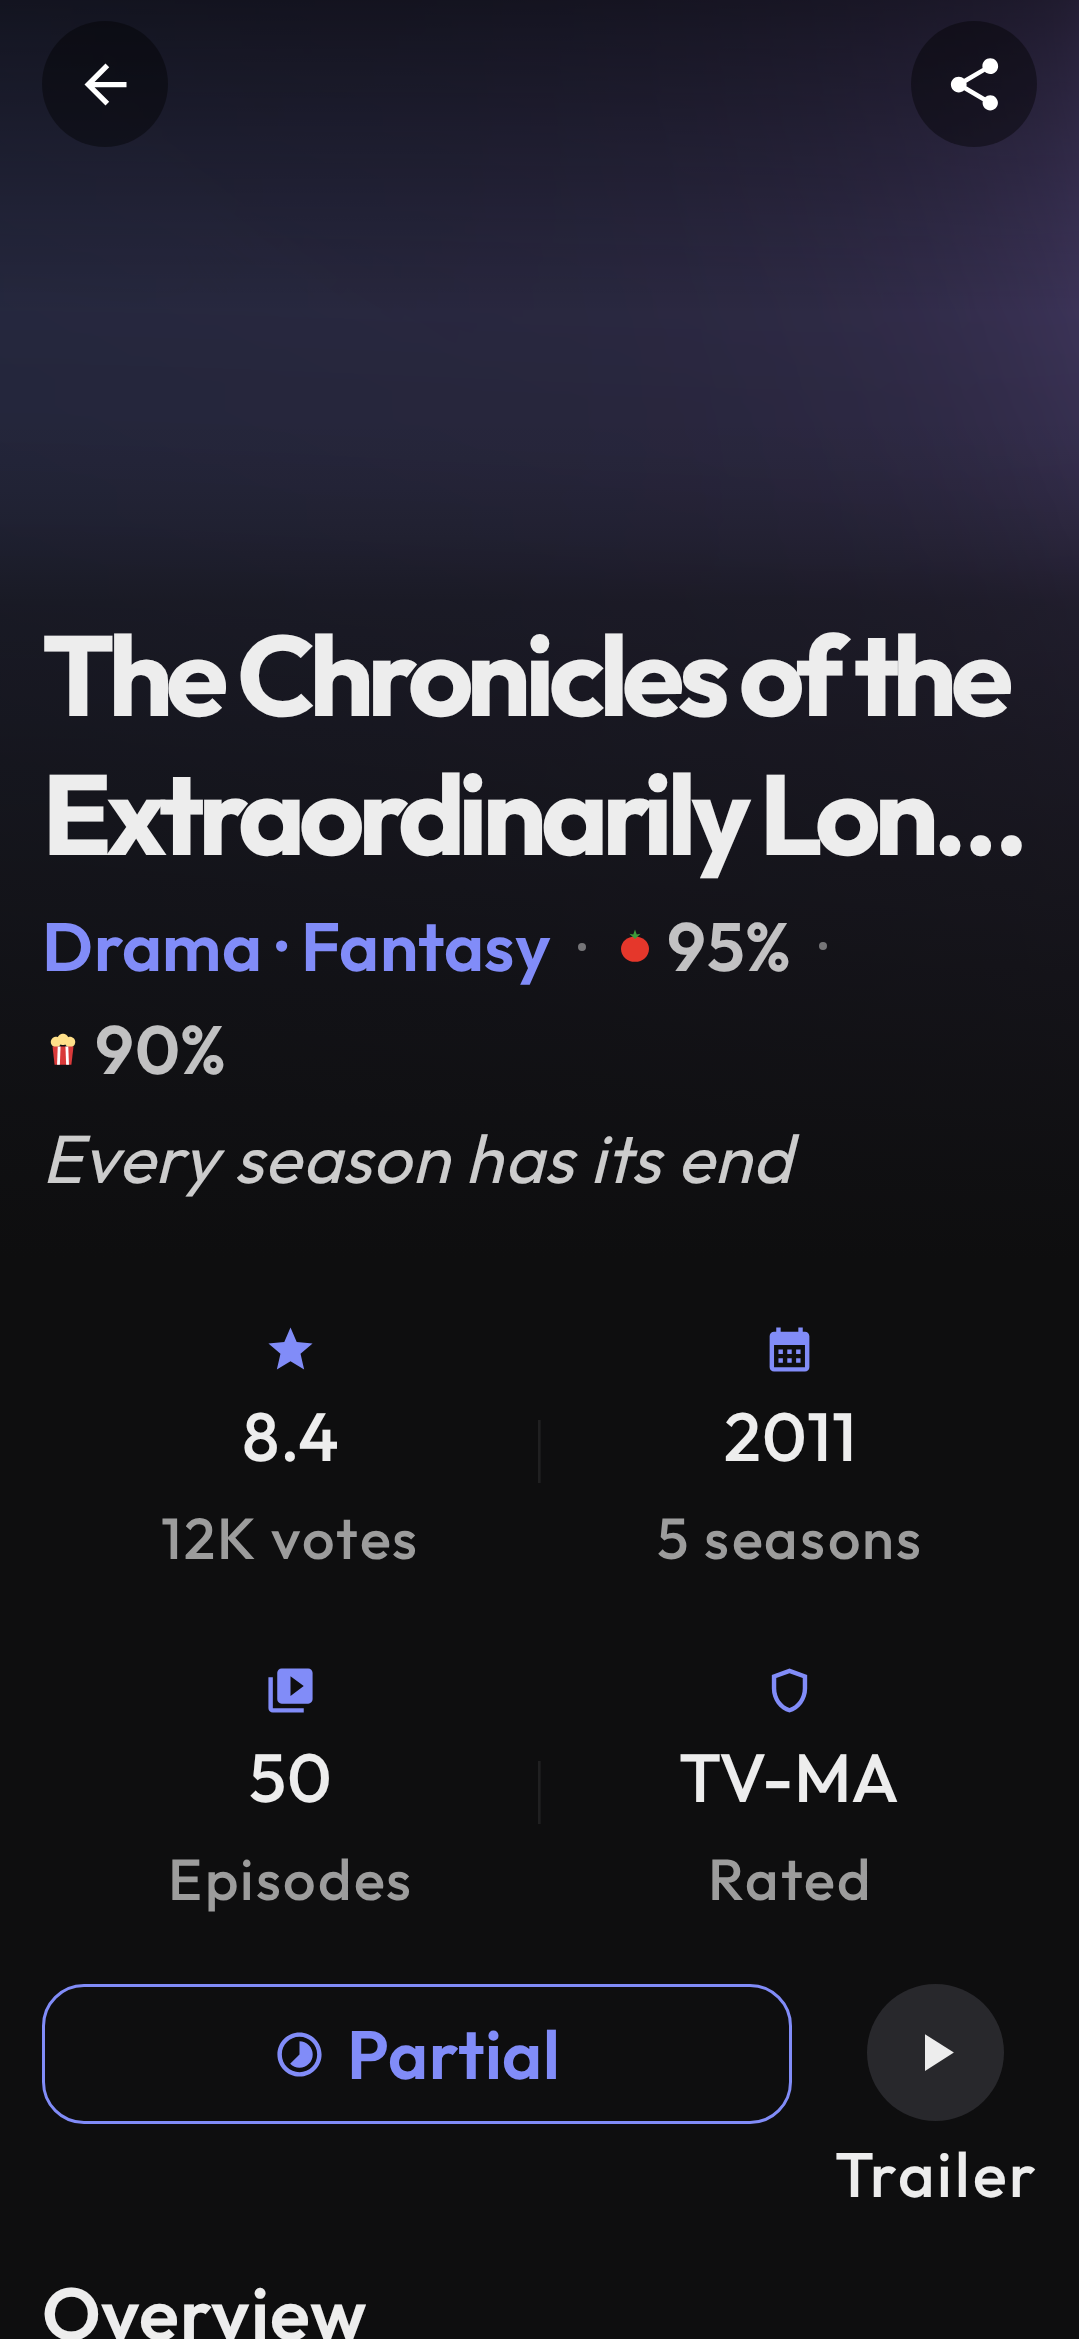 The Chronicles of the
Extraordinarily Lon...
Drama · Fantasy · 95% ·
90%
Every season has its end
8.4
12K votes
2011
5 seasons
50
Episodes
TV-MA
Rated
Partial
Trailer
Overview